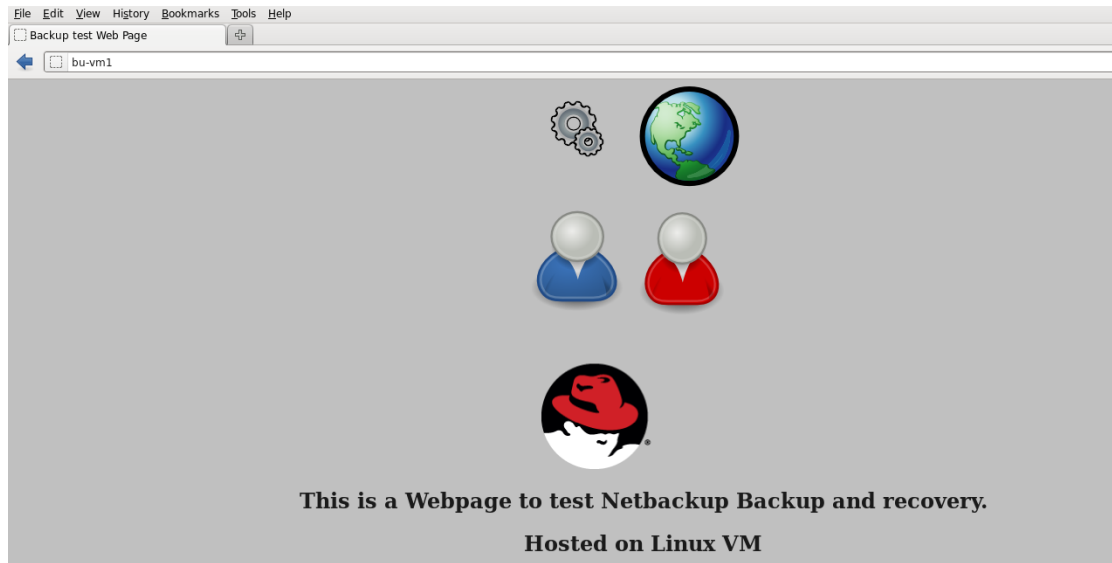 File Edit View History Bookmarks Tools Help
Backup test Web Page
bu-vm1
®
This is a Webpage to test Netbackup Backup and recovery.
Hosted on Linux VM